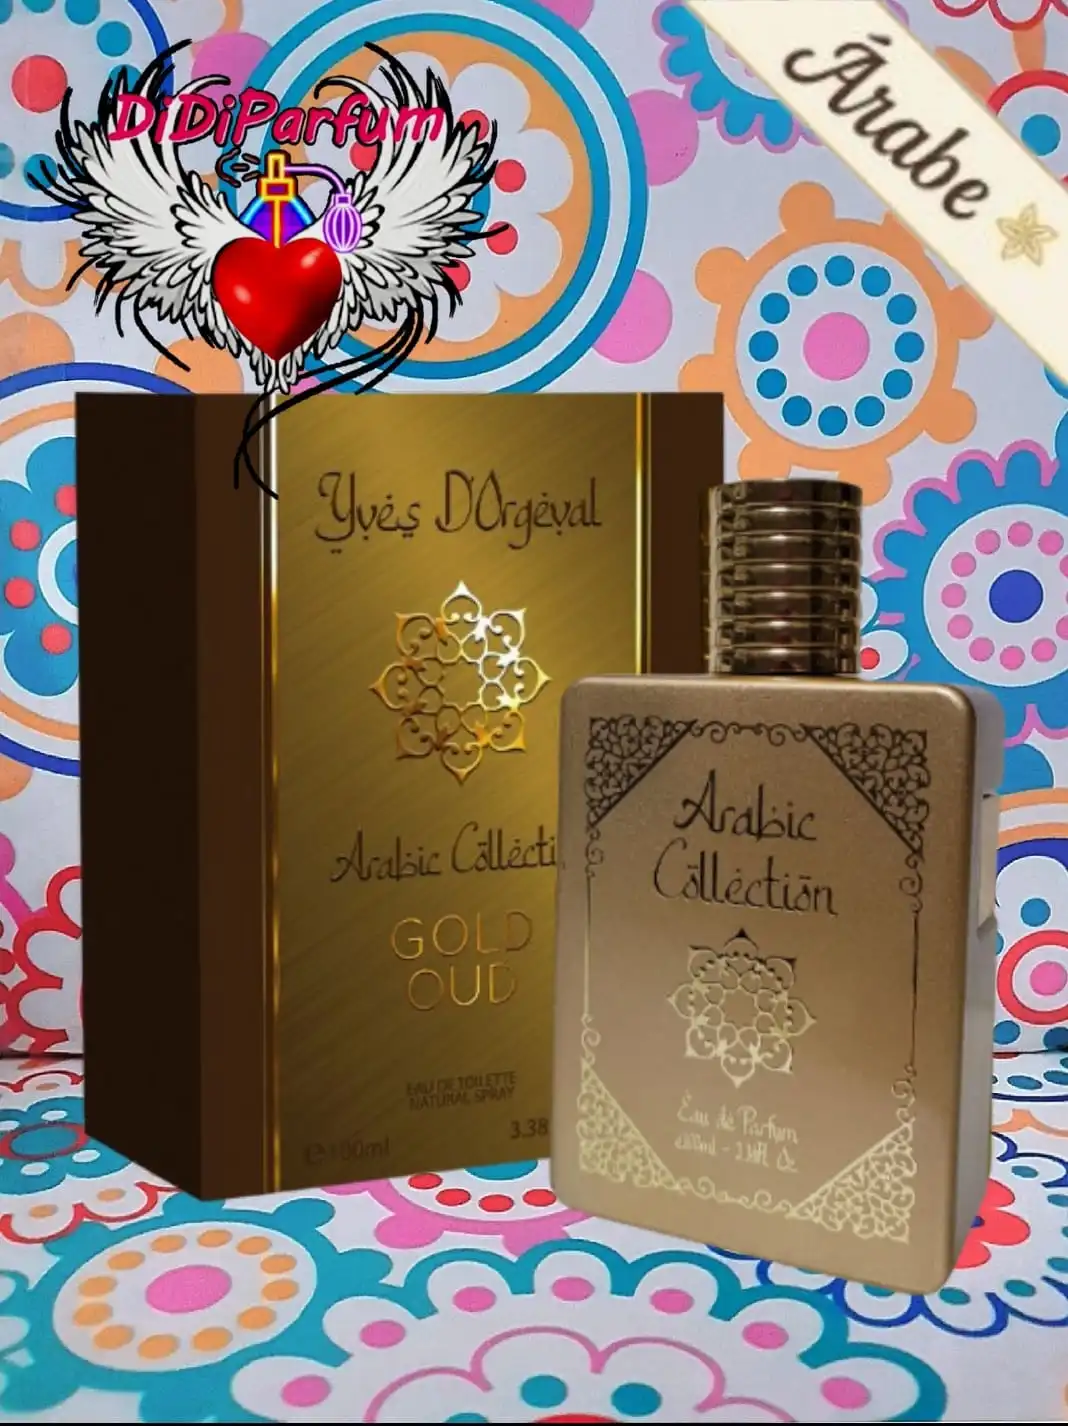 DiDiParfum
Árabe
Yves D'Orgeval
Arabic Collecti
GOLD
OUD
EAU DE TOILETTE
NATURAL SPRAY
3.38
e 100ml
Arabic
Collection
Eau de Parfum
100ml - 3.38fl Oz